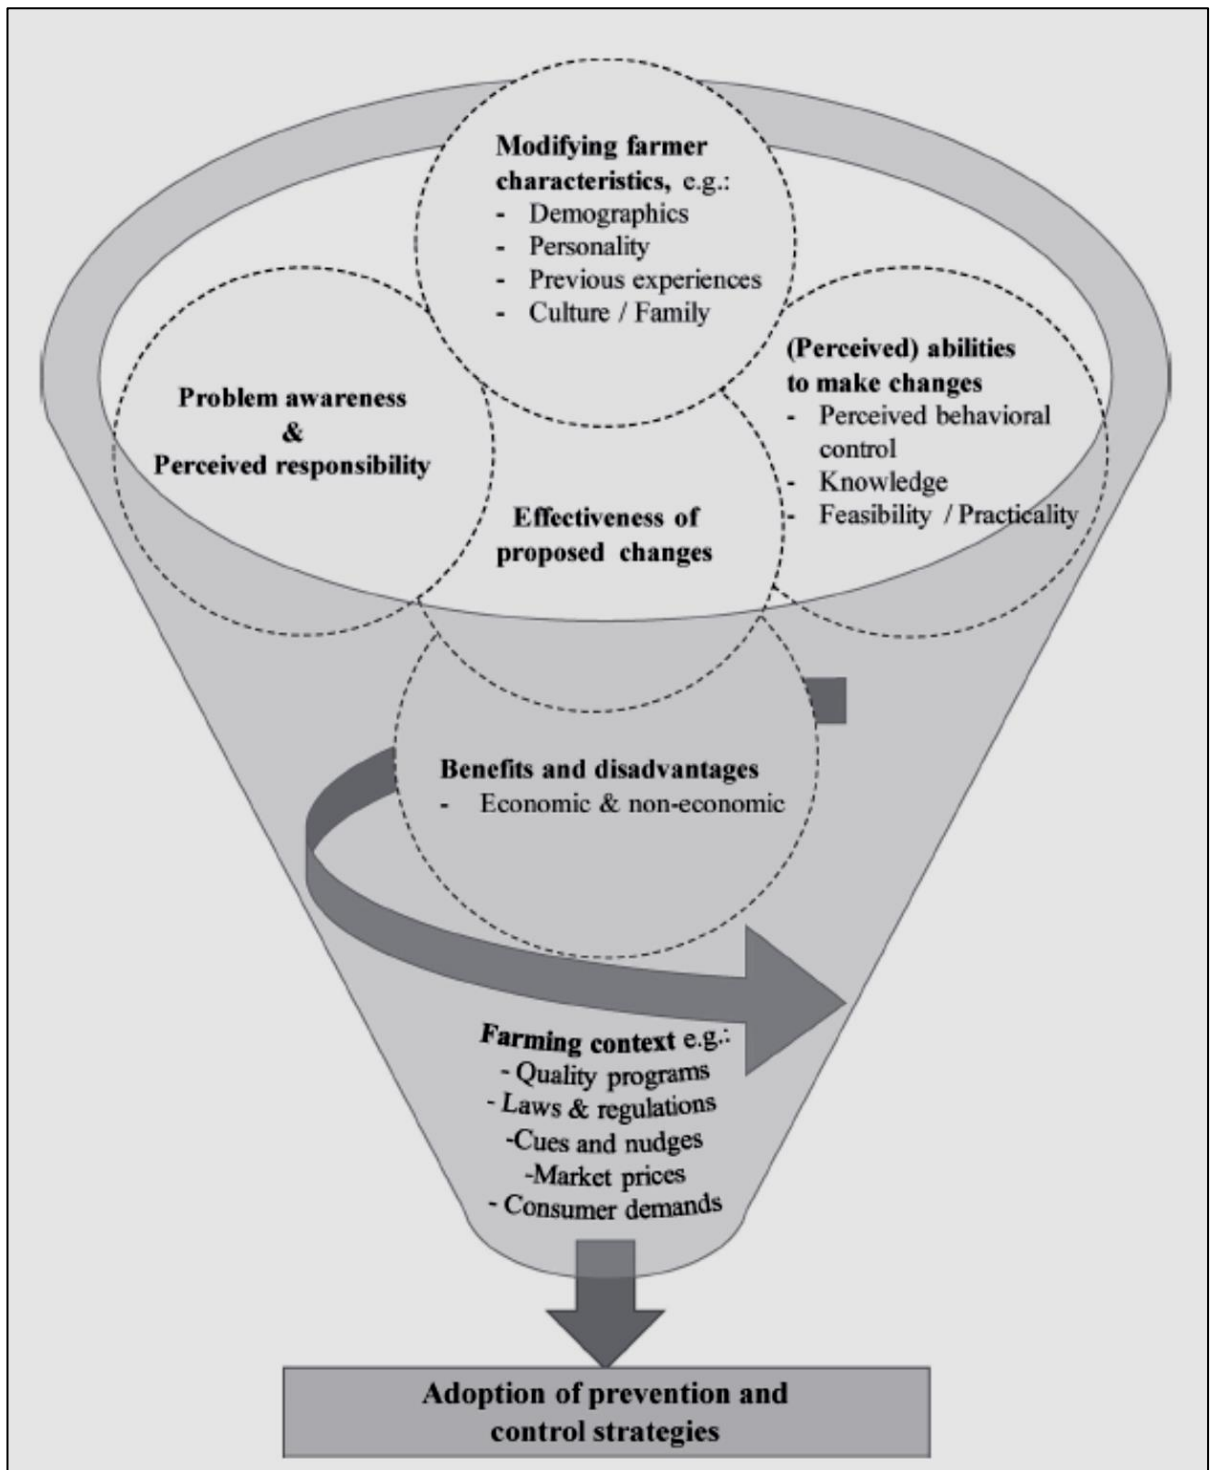 Modifying farmer
characteristics, e.g.:
- Demographics
- Personality
- Previous experiences
- Culture / Family
Problem awareness
&
Perceived responsibility
(Perceived) abilities
to make changes
- Perceived behavioral
control
- Knowledge
- Feasibility / Practicality
Effectiveness of
proposed changes
Benefits and disadvantages
- Economic & non-economic
Farming context e.g.:
- Quality programs
- Laws & regulations
-Cues and nudges
-Market prices
- Consumer demands
Adoption of prevention and
control strategies